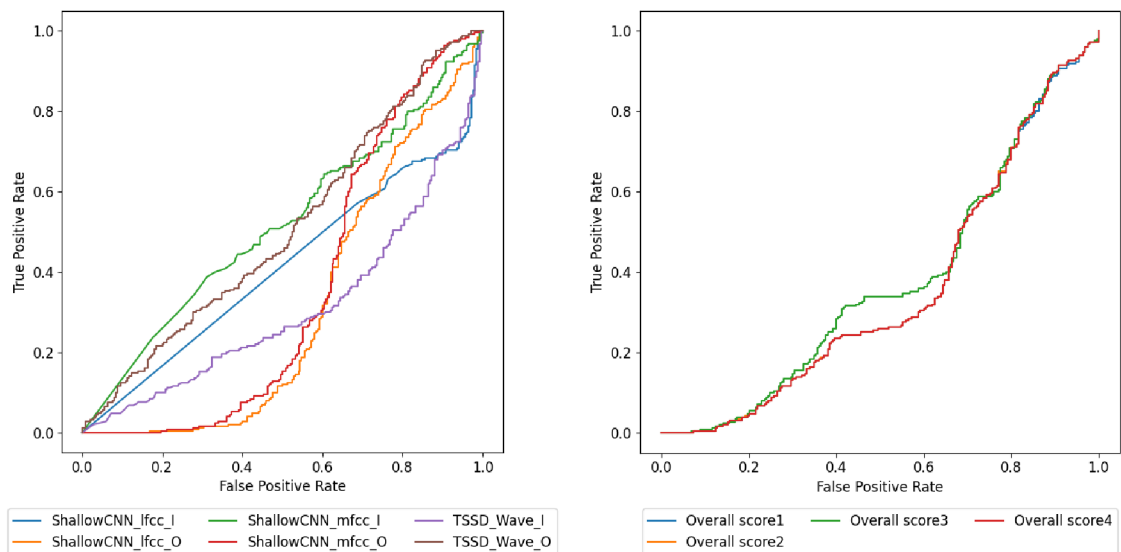 1.0
0.8
0.6
0.4
0.2
0.0
True Positive Rate
0.0 0.2 0.4 0.6 0.8 1.0
False Positive Rate
ShallowCNN_lfcc_I ShallowCNN_mfcc_I TSSD_Wave_I
ShallowCNN_lfcc_O ShallowCNN_mfcc_O TSSD_Wave_O
1.0
0.8
0.6
0.4
0.2
0.0
True Positive Rate
0.0 0.2 0.4 0.6 0.8 1.0
False Positive Rate
Overall score1 Overall score3 Overall score4
Overall score2